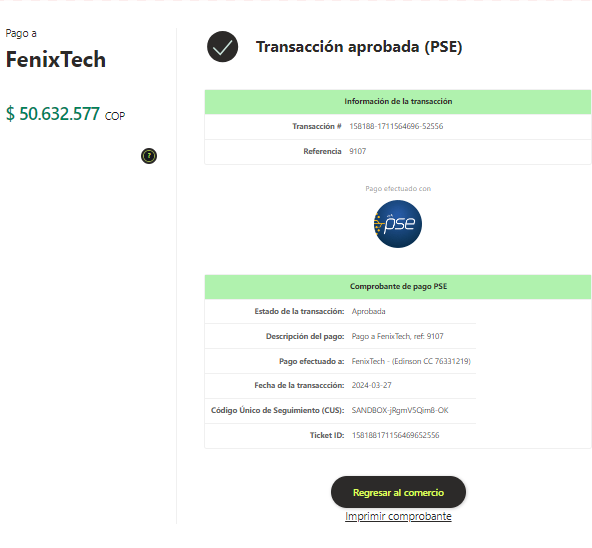 Pago a
FenixTech
$ 50.632.577 COP
?
Transacción aprobada (PSE)
Información de la transacción
Transacción # 158188-1711564696-52556
Referencia 9107
Pago efectuado con
pse
Comprobante de pago PSE
Estado de la transacción: Aprobada
Descripción del pago: Pago a FenixTech, ref: 9107
Pago efectuado a: FenixTech - (Edinson CC 76331219)
Fecha de la transaccción: 2024-03-27
Código Único de Seguimiento (CUS): SANDBOX-jRgmV5Qim8-OK
Ticket ID: 158188171156469652556
Regresar al comercio
Imprimir comprobante